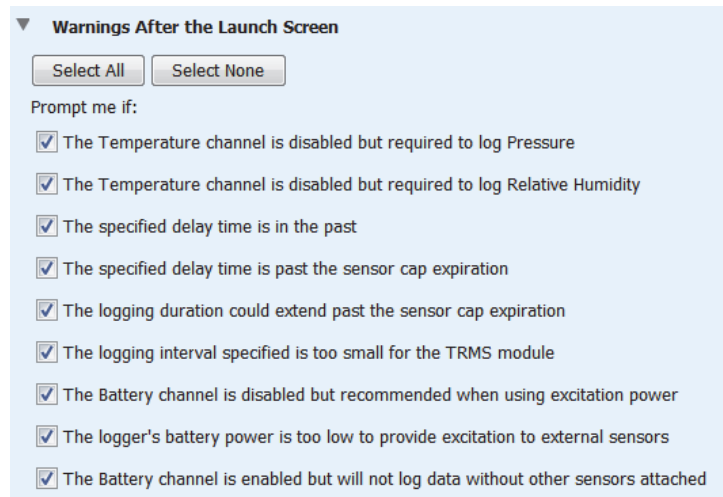 Warnings After the Launch Screen
Select All Select None
Prompt me if:
The Temperature channel is disabled but required to log Pressure
The Temperature channel is disabled but required to log Relative Humidity
The specified delay time is in the past
The specified delay time is past the sensor cap expiration
The logging duration could extend past the sensor cap expiration
The logging interval specified is too small for the TRMS module
The Battery channel is disabled but recommended when using excitation power
The logger's battery power is too low to provide excitation to external sensors
The Battery channel is enabled but will not log data without other sensors attached